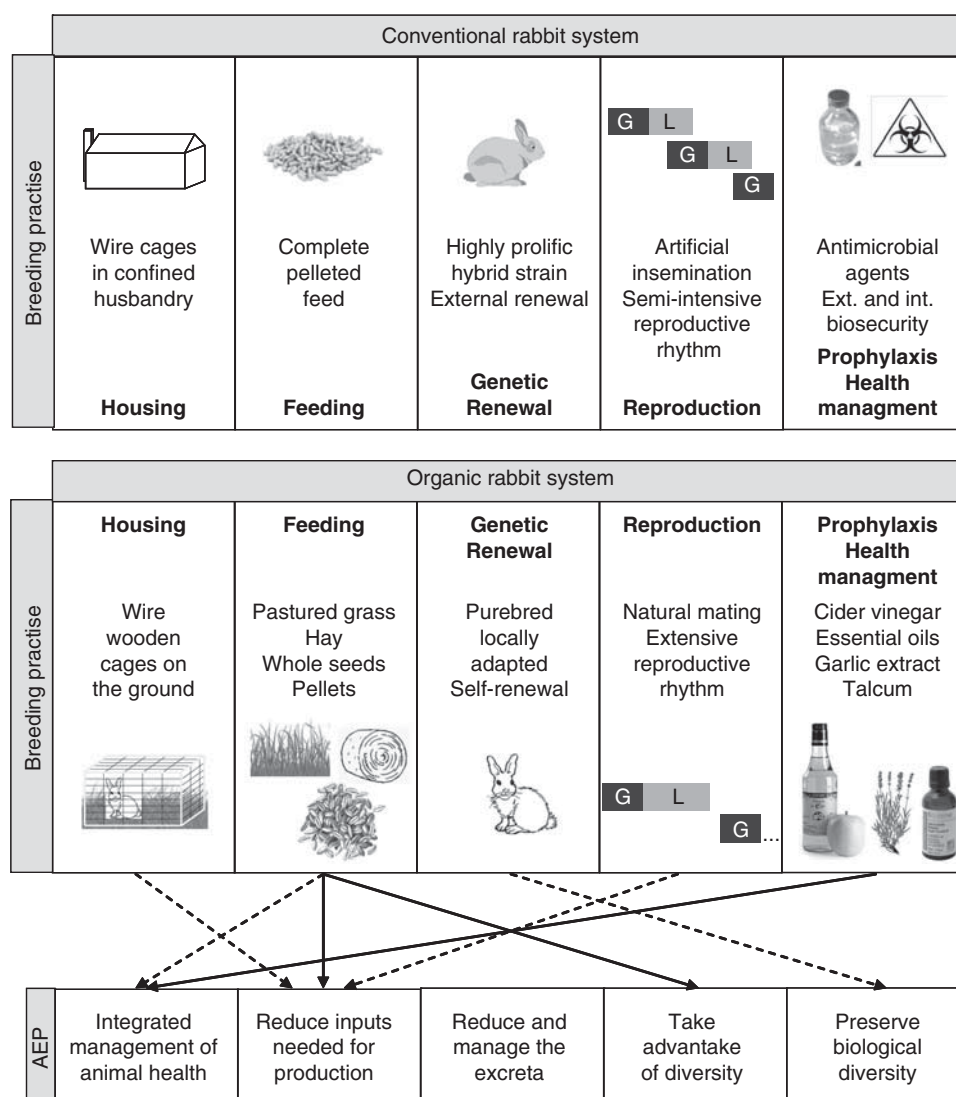 Conventional rabbit system
Breeding practise
G L
G L
G
Wire cages
in confined
husbandry
Housing
Complete
pelleted
feed
Feeding
Highly prolific
hybrid strain
External renewal
Genetic
Renewal
Artificial
insemination
Semi-intensive
reproductive
rhythm
Reproduction
Antimicrobial
agents
Ext. and int.
biosecurity
Prophylaxis
Health
managment
Organic rabbit system
Breeding practise
Housing
Wire
wooden
cages on
the ground
Feeding
Pastured grass
Hay
Whole seeds
Pellets
Genetic
Renewal
Purebred
locally
adapted
Self-renewal
Reproduction
Natural mating
Extensive
reproductive
rhythm
G L
G ...
Prophylaxis
Health
managment
Cider vinegar
Essential oils
Garlic extract
Talcum
AEP
Integrated
management of
animal health
Reduce inputs
needed for
production
Reduce and
manage the
excreta
Take
advantake
of diversity
Preserve
biological
diversity